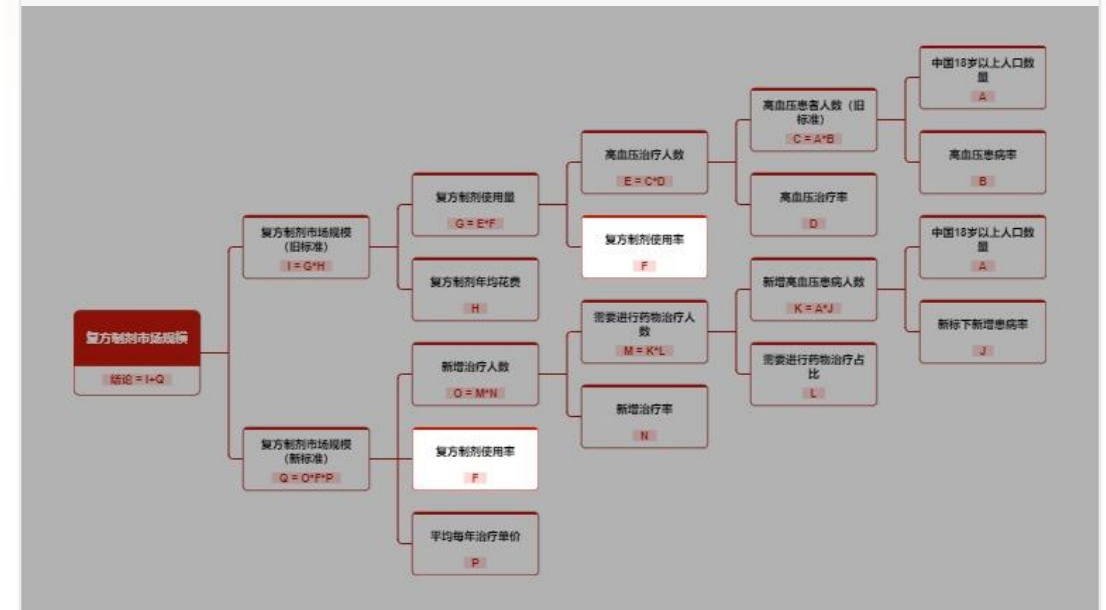 中国18岁以上人口数
量
A
高血压患者人数（旧
标准）
C = A*B
高血压治疗人数
E = C*D
高血压患病率
B
复方制剂使用量
G = E*F
高血压治疗率
D
复方制剂市场规模
（旧标准）
I = G*H
复方制剂使用率
F
中国18岁以上人口数
量
A
复方制剂年均花费
H
新增高血压患病人数
K = A*J
需要进行药物治疗人
数
M = K*L
新标下新增患病率
J
复方制剂市场规模
结论 = I+Q
新增治疗人数
O = M*N
需要进行药物治疗占
比
L
新增治疗率
N
复方制剂市场规模
（新标准）
Q = O*F*P
复方制剂使用率
F
平均每年治疗单价
P